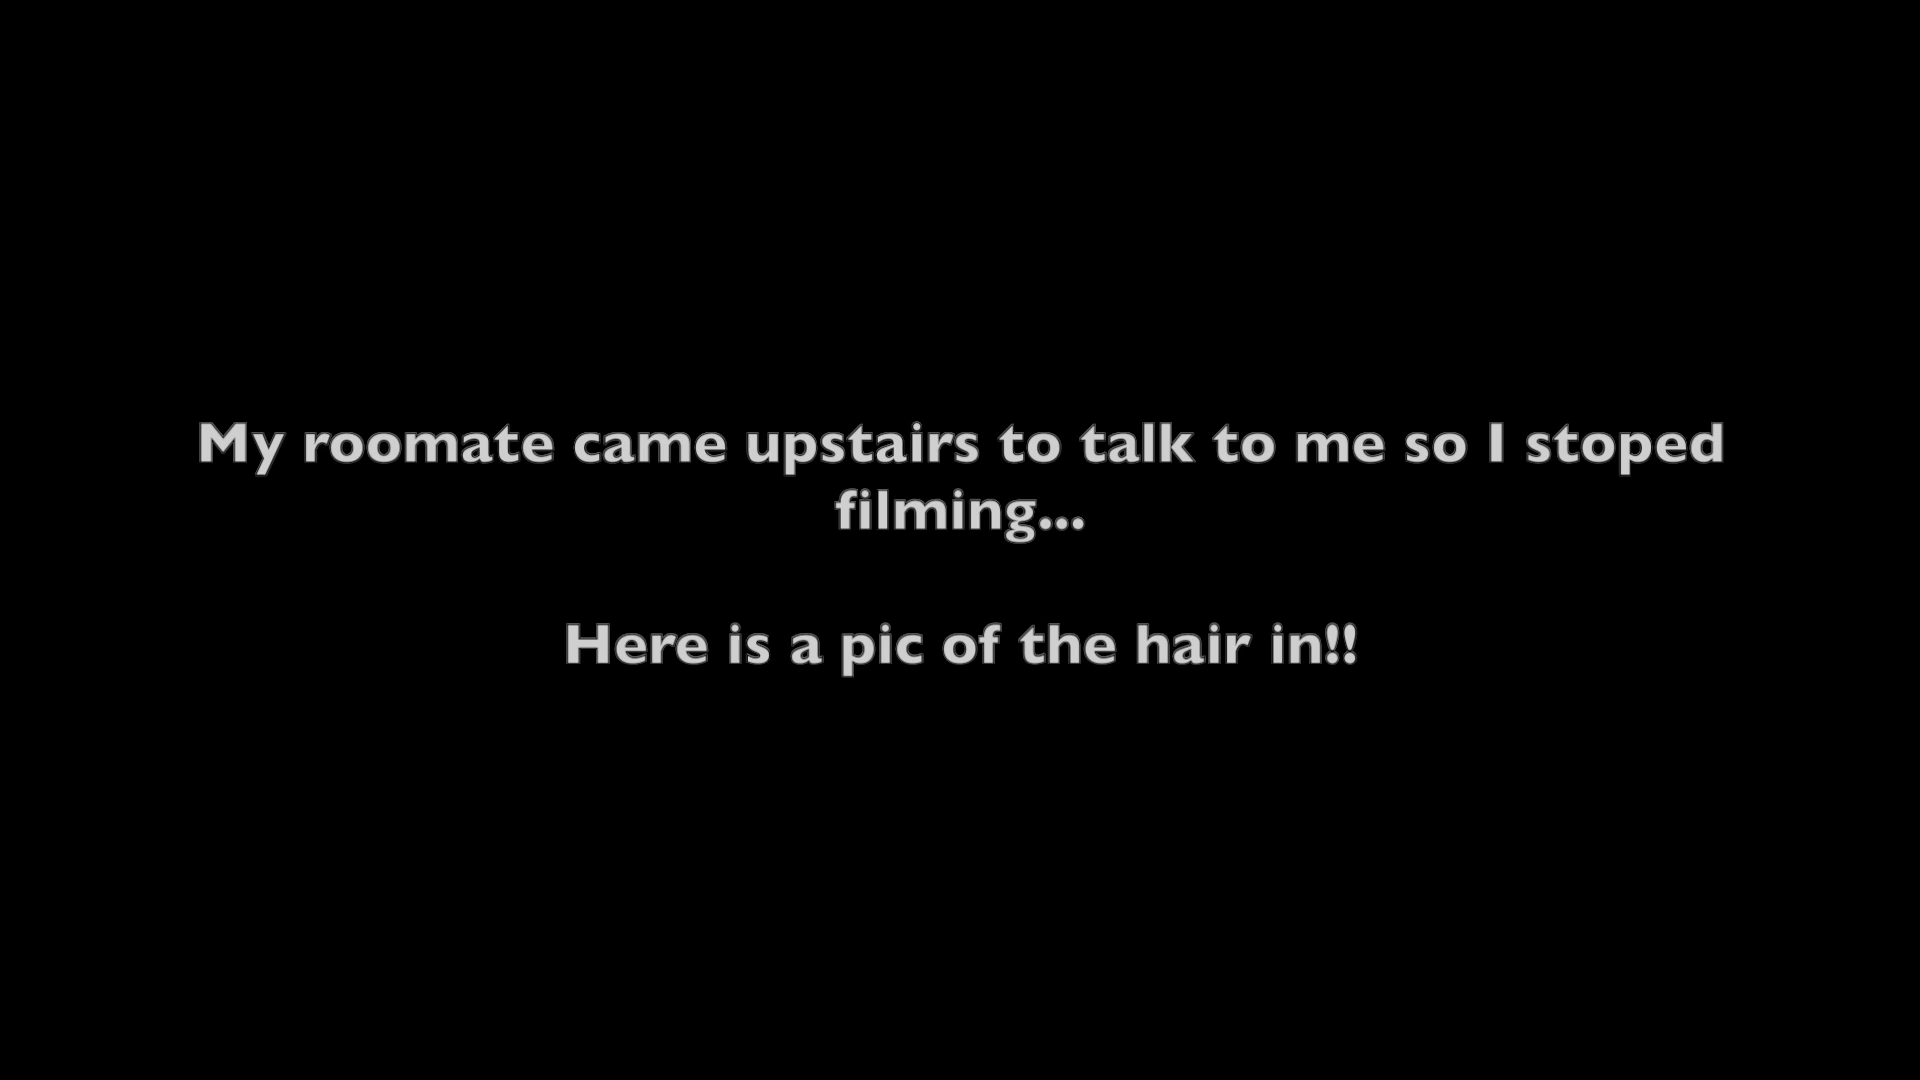 My roomate came upstairs to talk to me so I stoped
filming...
Here is a pic of the hair in!!